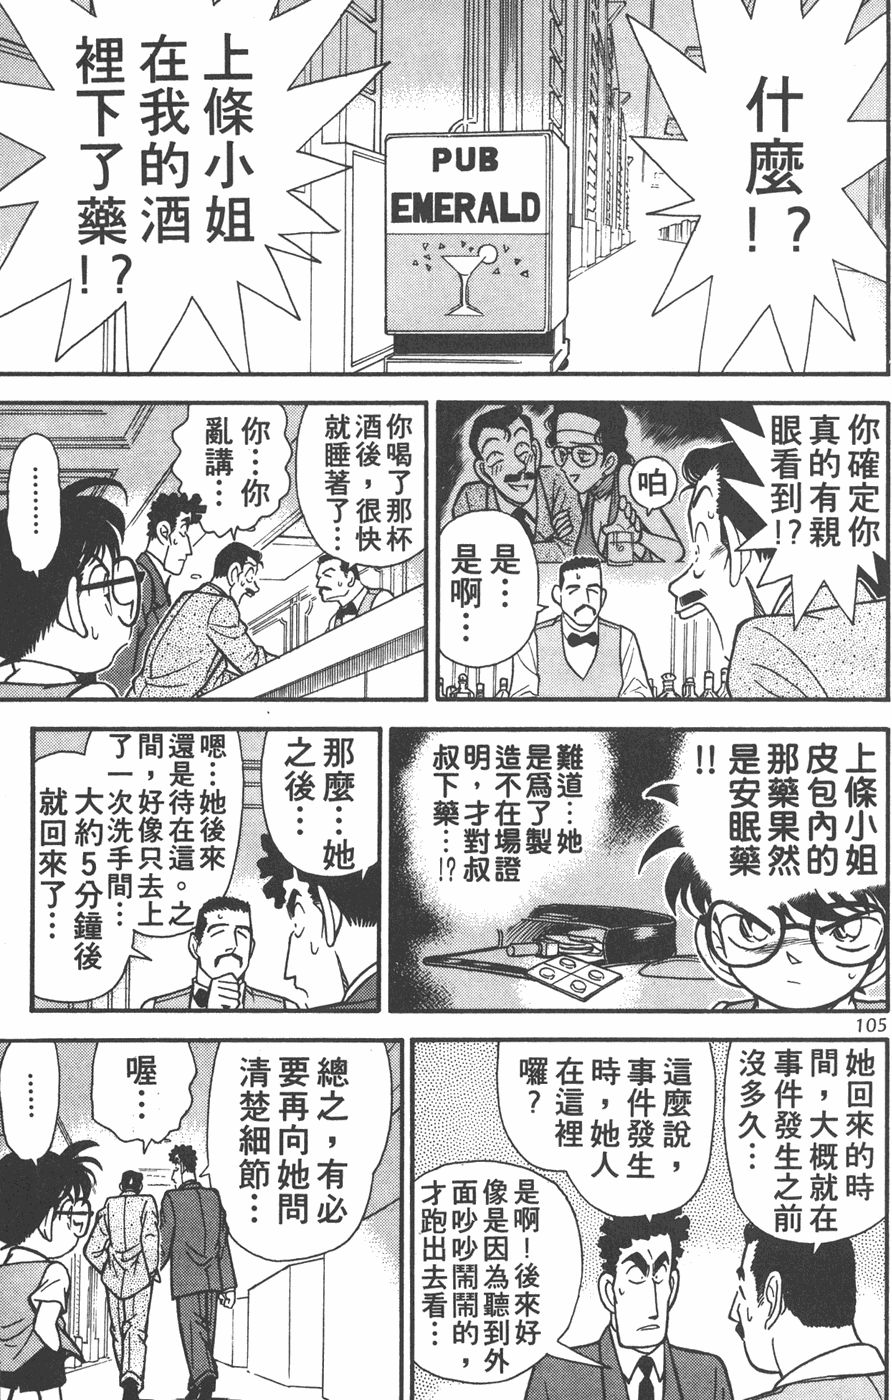 什麼！？
PUB
EMERALD
上條小姐
在我的酒
裡下了藥！？
你確定你
真的有親
眼看到！？
啪
是…
是啊…
你喝了那杯
酒後，很快
就睡著了…
你…你
亂講…
………
上條小姐
皮包內的
那藥果然
是安眠藥
！！
難道…她
是為了製
造不在場證
明，才對叔
叔下藥…！？
那麼…她
之後…
嗯…她後來
還是待在這。之
間，好像只去上
了一次洗手間…
大約5分鐘後
就回來了…
105
她回來的時
間，大概就在
事件發生之前
沒多久…
這麼說，
事件發生
時，她人
在這裡
囉？
是啊！後來好
像是因為聽到外
面吵吵鬧鬧的，
才跑出去看…
總之，有必
要再向她問
清楚細節…
喔…
……